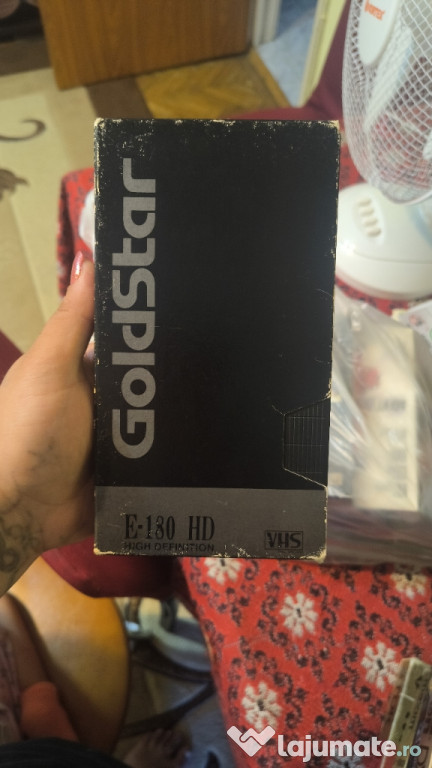 GoldStar
E-180 HD
HIGH DEFINITION
VHS
lajumate.ro